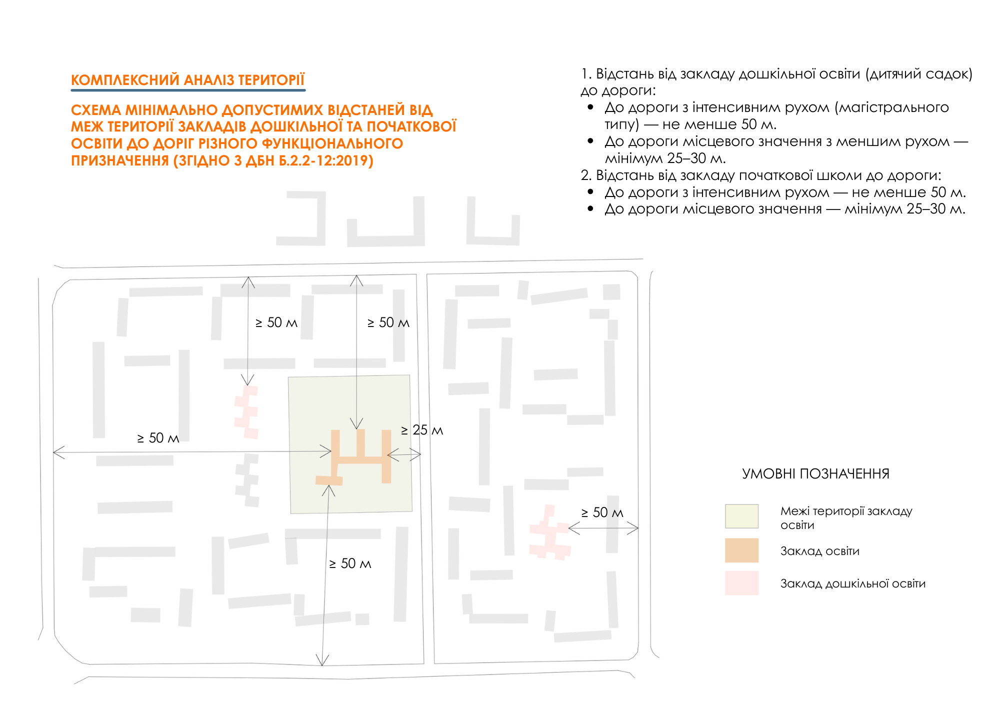 КОМПЛЕКСНИЙ АНАЛІЗ ТЕРИТОРІЇ
СХЕМА МІНІМАЛЬНО ДОПУСТИМИХ ВІДСТАНЕЙ ВІД
МЕЖ ТЕРИТОРІЇ ЗАКЛАДІВ ДОШКІЛЬНОЇ ТА ПОЧАТКОВОЇ
ОСВІТИ ДО ДОРІГ РІЗНОГО ФУНКЦІОНАЛЬНОГО
ПРИЗНАЧЕННЯ (ЗГІДНО З ДБН Б.2.2-12:2019)
1. Відстань від закладу дошкільної освіти (дитячий садок)
до дороги:
• До дороги з інтенсивним рухом (магістрального
типу) — не менше 50 м.
• До дороги місцевого значення з меншим рухом —
мінімум 25–30 м.
2. Відстань від закладу початкової школи до дороги:
• До дороги з інтенсивним рухом — не менше 50 м.
• До дороги місцевого значення — мінімум 25–30 м.
≥ 50 м
≥ 50 м
≥ 25 м
≥ 50 м
≥ 50 м
≥ 50 м
УМОВНІ ПОЗНАЧЕННЯ
Межі території закладу
освіти
Заклад освіти
Заклад дошкільної освіти